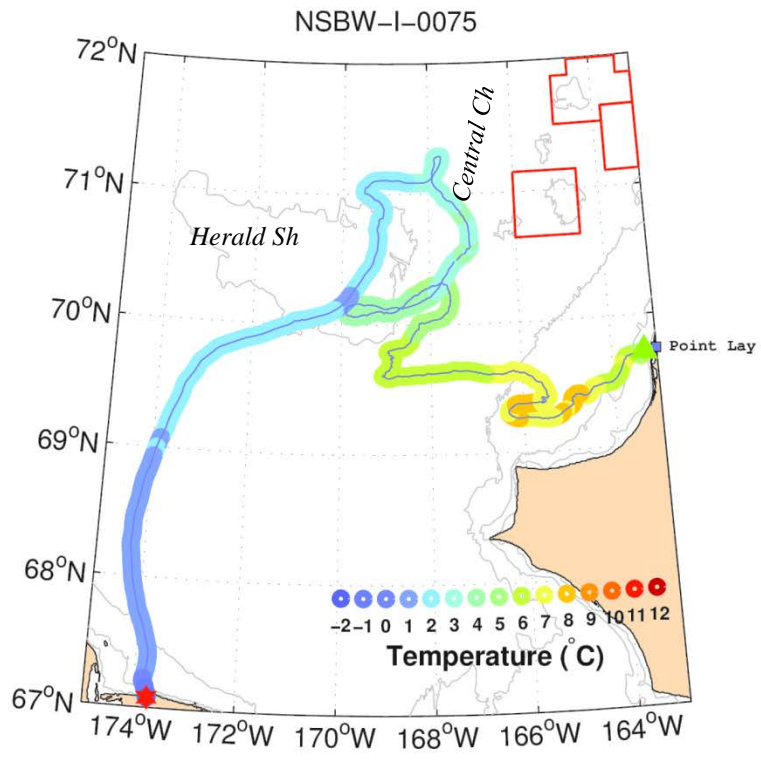 NSBW−I−0075
72°N
71°N
70°N
69°N
68°N
67°N
Central Ch
Herald Sh
Point Lay
−2 −1 0 1 2 3 4 5 6 7 8 9 10 11 12
Temperature (°C)
174°W 172°W 170°W 168°W 166°W 164°W